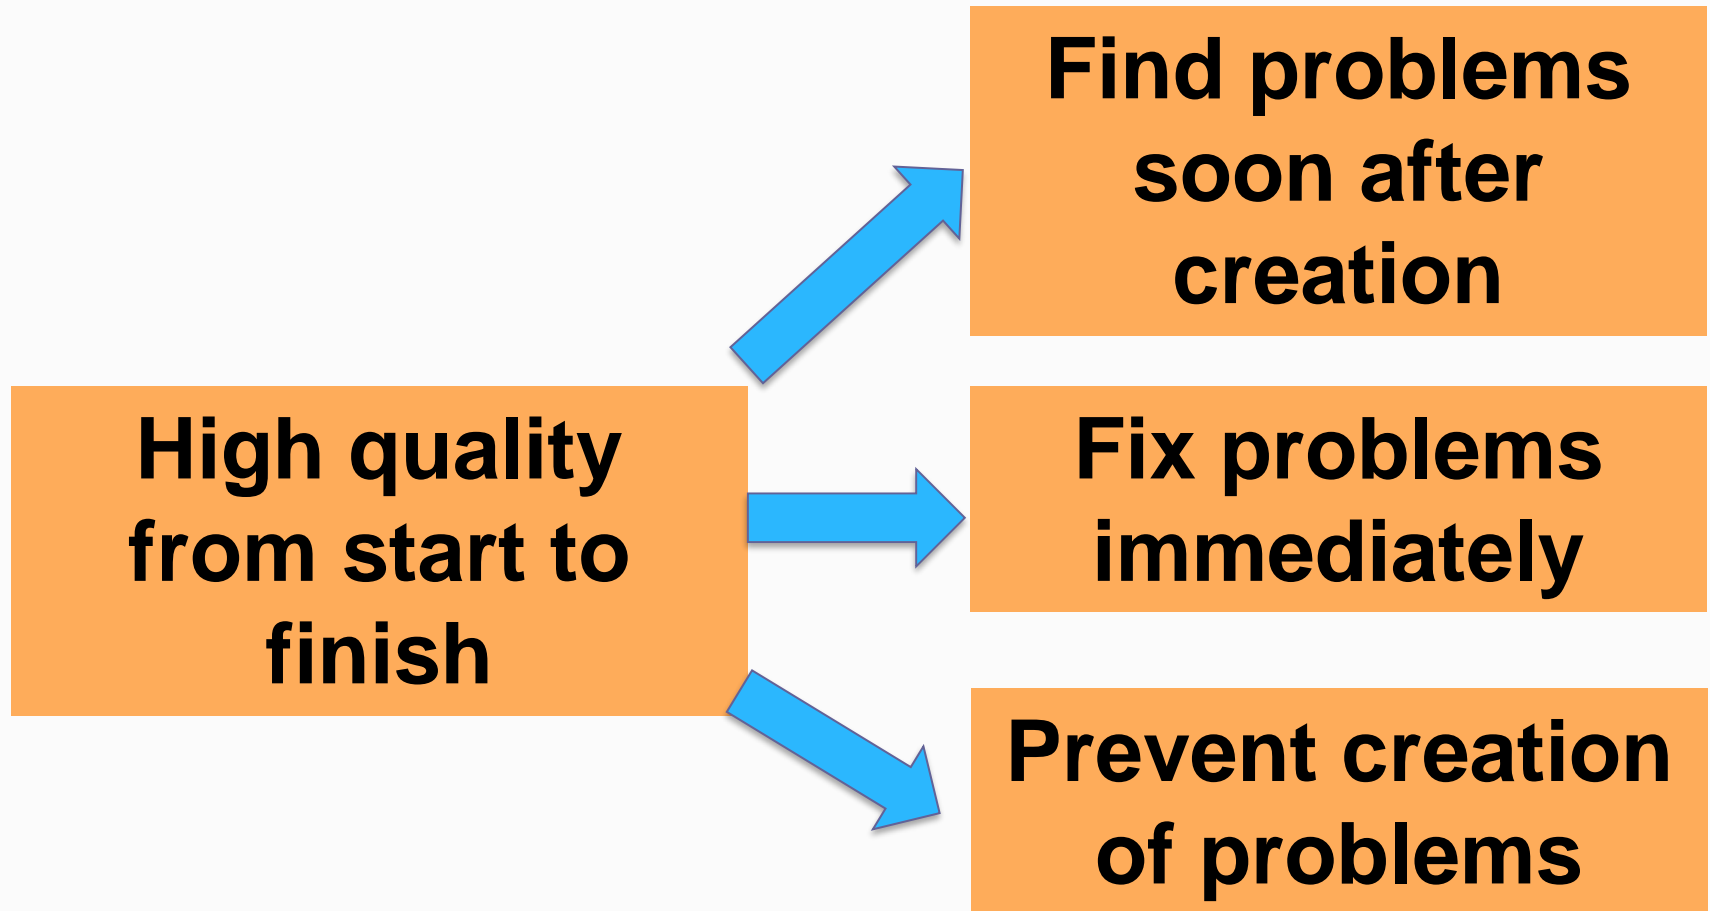 High quality
from start to
finish
Find problems
soon after
creation
Fix problems
immediately
Prevent creation
of problems